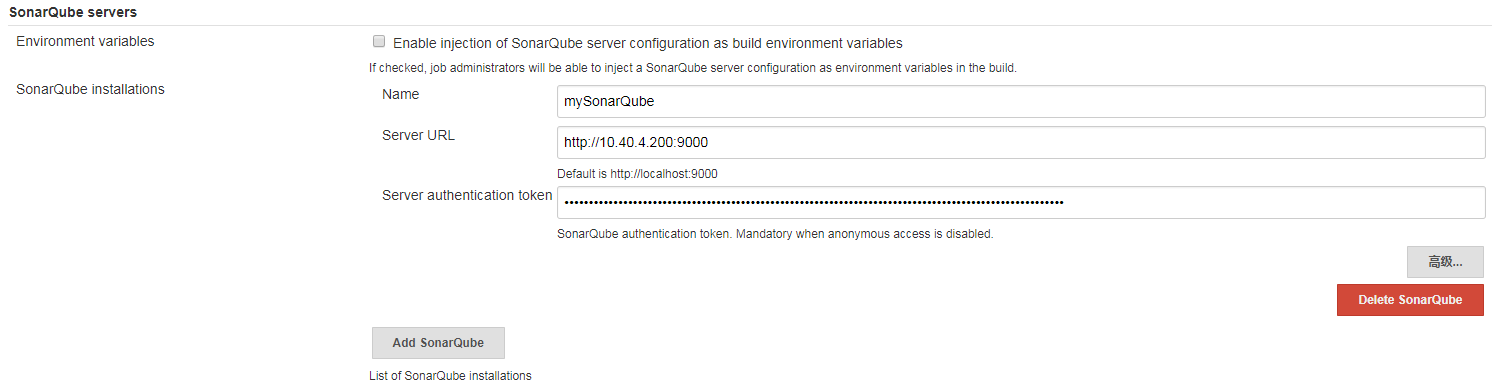 SonarQube servers
Environment variables
Enable injection of SonarQube server configuration as build environment variables
If checked, job administrators will be able to inject a SonarQube server configuration as environment variables in the build.
SonarQube installations
Name
mySonarQube
Server URL
http://10.40.4.200:9000
Default is http://localhost:9000
Server authentication token
SonarQube authentication token. Mandatory when anonymous access is disabled.
高级...
Delete SonarQube
Add SonarQube
List of SonarQube installations